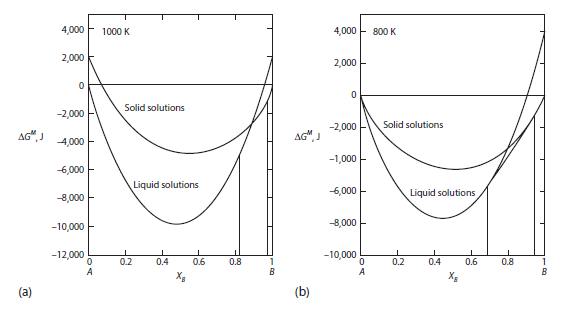 4,000
1000 K
2,000
0
Solid solutions
−2,000
ΔG^M, J
−4,000
−6,000
Liquid solutions
−8,000
−10,000
−12,000
0 0.2 0.4 0.6 0.8 1
A X_B B
(a)
4,000
800 K
2,000
0
Solid solutions
−2,000
ΔG^M, J
−1,000
−6,000
Liquid solutions
−8,000
−10,000
0 0.2 0.4 0.6 0.8 1
A X_B B
(b)